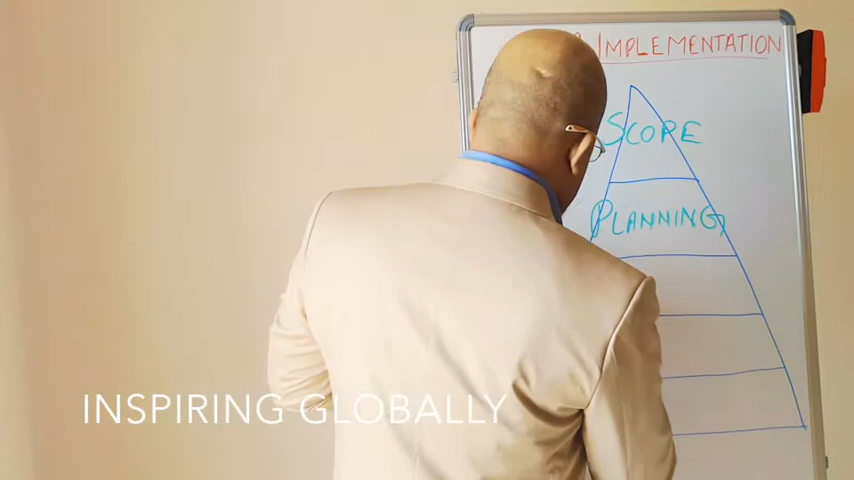 IMPLEMENTATION
SCOPE
PLANNING
INSPIRING GLOBALLY